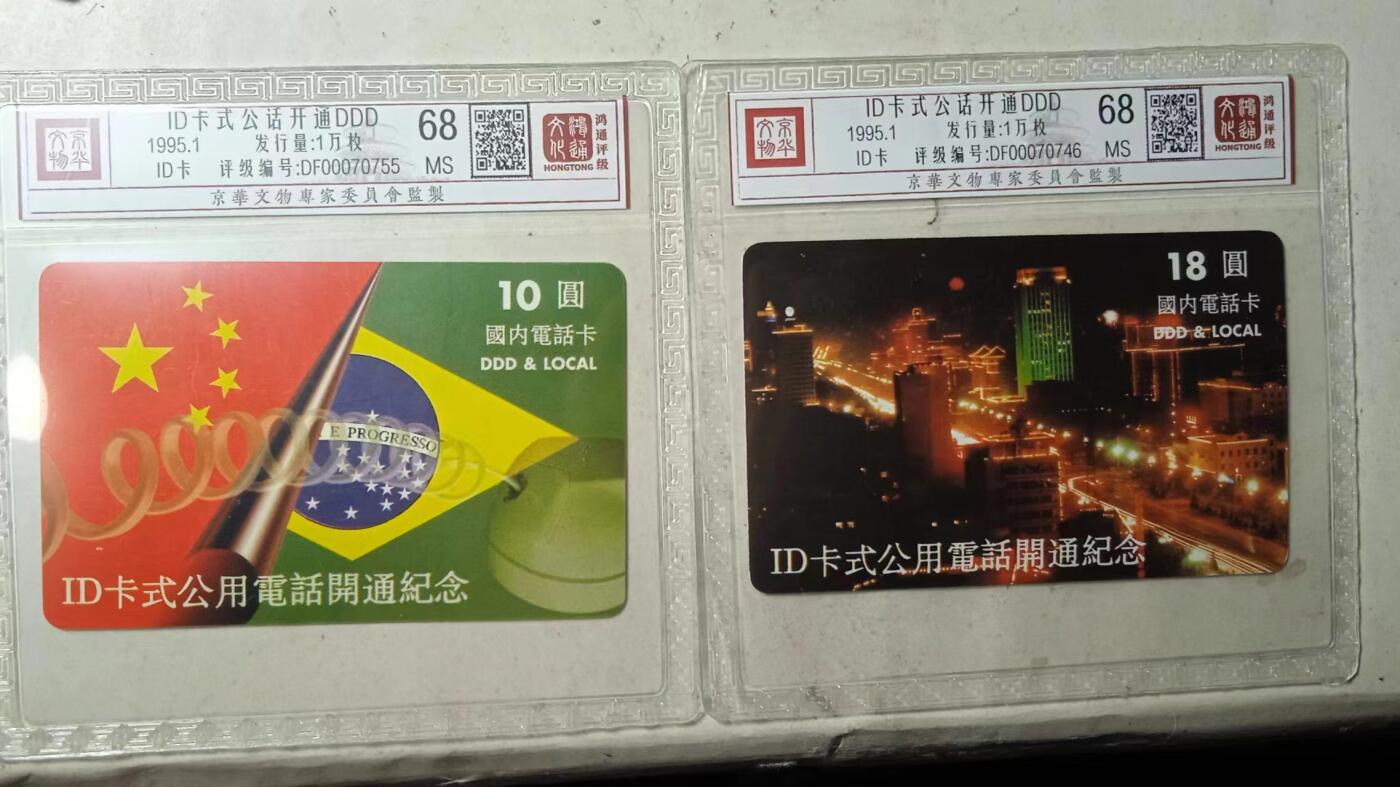 京华文物
ID卡式公话开通DDD
1995.1 发行量:1万枚
ID卡 评级编号:DF00070755
68
MS
鸿通文化
HONGTONG
鸿通评级
京華文物專家委員會監製
10 圓
國内電話卡
DDD & LOCAL
E PROGRESSO
ID卡式公用電話開通紀念
京华文物
ID卡式公话开通DDD
1995.1 发行量:1万枚
ID卡 评级编号:DF00070746
68
MS
鸿通文化
HONGTONG
鸿通评级
京華文物專家委員會監製
18 圓
國内電話卡
DDD & LOCAL
ID卡式公用電話開通紀念